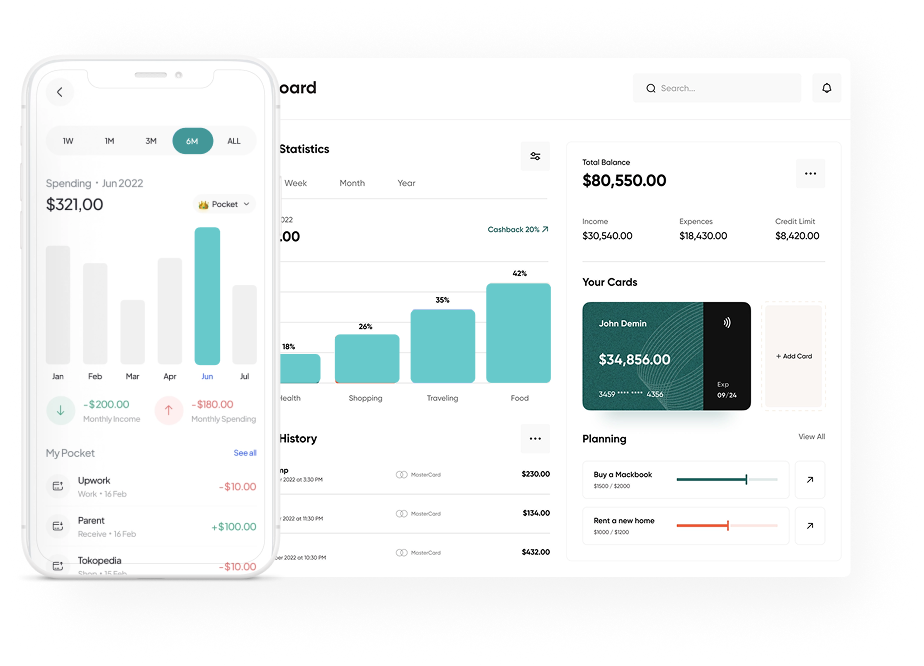 1W 1M 3M 6M ALL
Spending • Jun 2022
$321,00
Pocket
Jan Feb Mar Apr Jun Jul
-$200.00
Monthly Income
-$180.00
Monthly Spending
My Pocket
See all
Upwork
Work • 16 Feb
-$10.00
Parent
Receive • 16 Feb
+$100.00
Tokopedia
Shop • 15 Feb
-$10.00
oard
Search...
Statistics
Week Month Year
022
.00
Cashback 20%
18%
26%
35%
42%
Health Shopping Traveling Food
History
mp
r 2022 at 3:30 PM
MasterCard
$230.00
2022 at 11:30 PM
MasterCard
$134.00
er 2022 at 10:30 PM
MasterCard
$432.00
Total Balance
$80,550.00
Income Expences Credit Limit
$30,540.00 $18,430.00 $8,420.00
Your Cards
John Demin
$34,856.00
3459 **** **** 4356
Exp
09/24
+ Add Card
Planning
View All
Buy a Mackbook
$1500 / $2000
Rent a new home
$1000 / $1200